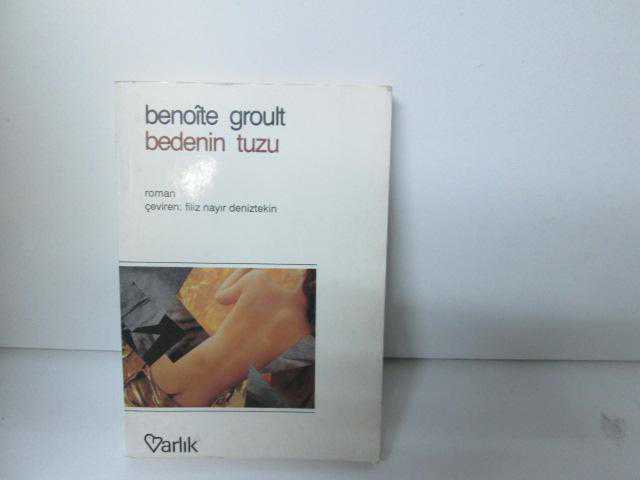 benoîte groult
bedenin tuzu
roman
çeviren: filiz nayır deniztekin
Varlık